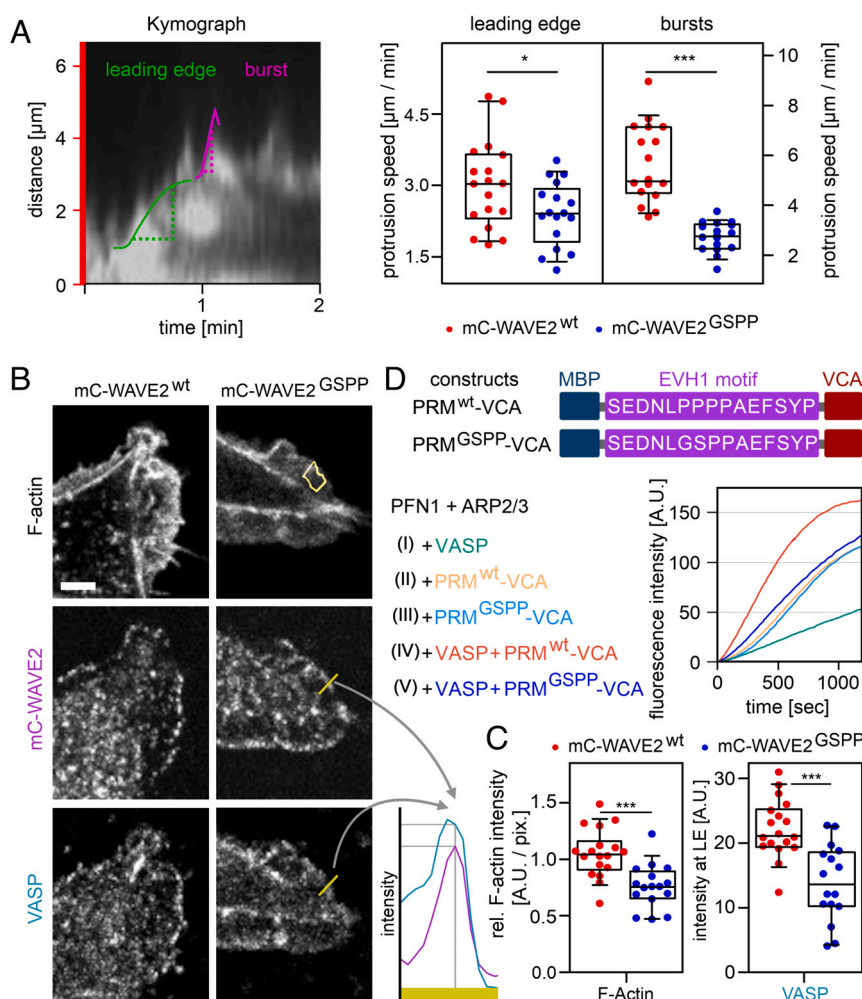 A
Kymograph
leading edge
burst
distance [µm]
6
4
2
0
1
2
time [min]
leading edge
bursts
*
***
protrusion speed [µm / min]
4.5
3.0
1.5
10
8
6
4
2
protrusion speed [µm / min]
mC-WAVE2wt
mC-WAVE2GSPP
B
mC-WAVE2wt
mC-WAVE2GSPP
F-actin
mC-WAVE2
VASP
intensity
D
constructs
MBP
EVH1 motif
VCA
PRMwt-VCA
SEDNLPPPPAEFSYP
PRMGSPP-VCA
SEDNLGSPPAEFSYP
PFN1 + ARP2/3
(I) +VASP
(II) +PRMwt-VCA
(III) +PRMGSPP-VCA
(IV) +VASP+PRMwt-VCA
(V) +VASP+PRMGSPP-VCA
fluorescence intensity [A.U.]
150
100
50
0
0
500
1000
time [sec]
C
mC-WAVE2wt
mC-WAVE2GSPP
rel. F-actin intensity
[A.U. / pix.]
1.5
1.0
0.5
0.0
***
F-Actin
intensity at LE [A.U.]
30
20
10
0
***
VASP